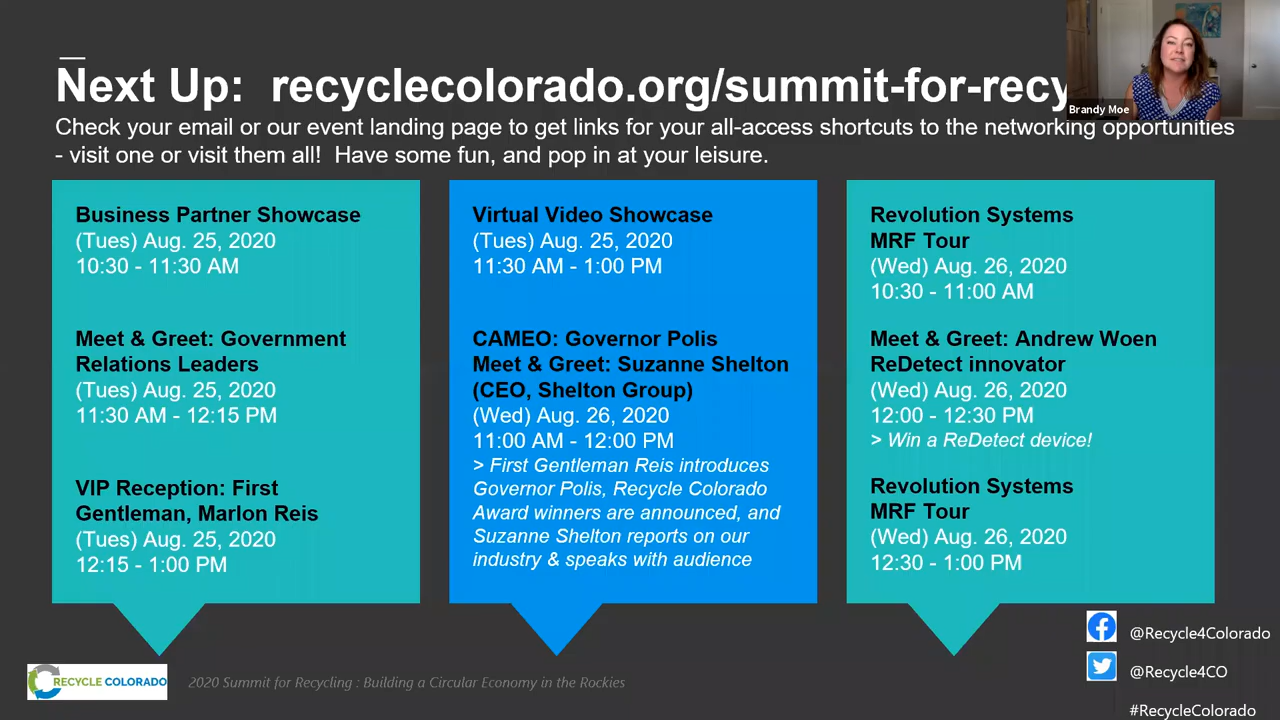 Next Up: recyclecolorado.org/summit-for-recy
Brandy Moe
Check your email or our event landing page to get links for your all-access shortcuts to the networking opportunities
- visit one or visit them all! Have some fun, and pop in at your leisure.
Business Partner Showcase
(Tues) Aug. 25, 2020
10:30 - 11:30 AM
Meet & Greet: Government
Relations Leaders
(Tues) Aug. 25, 2020
11:30 AM - 12:15 PM
VIP Reception: First
Gentleman, Marlon Reis
(Tues) Aug. 25, 2020
12:15 - 1:00 PM
Virtual Video Showcase
(Tues) Aug. 25, 2020
11:30 AM - 1:00 PM
CAMEO: Governor Polis
Meet & Greet: Suzanne Shelton
(CEO, Shelton Group)
(Wed) Aug. 26, 2020
11:00 AM - 12:00 PM
> First Gentleman Reis introduces
Governor Polis, Recycle Colorado
Award winners are announced, and
Suzanne Shelton reports on our
industry & speaks with audience
Revolution Systems
MRF Tour
(Wed) Aug. 26, 2020
10:30 - 11:00 AM
Meet & Greet: Andrew Woen
ReDetect innovator
(Wed) Aug. 26, 2020
12:00 - 12:30 PM
> Win a ReDetect device!
Revolution Systems
MRF Tour
(Wed) Aug. 26, 2020
12:30 - 1:00 PM
@Recycle4Colorado
@Recycle4CO
#RecycleColorado
RECYCLE COLORADO
2020 Summit for Recycling : Building a Circular Economy in the Rockies